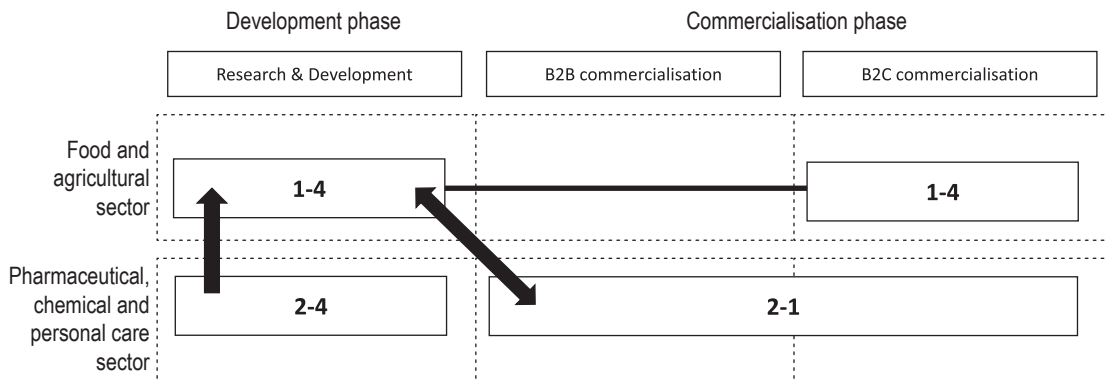 Development phase
Commercialisation phase
Research & Development
B2B commercialisation
B2C commercialisation
Food and
agricultural
sector
1-4
1-4
Pharmaceutical,
chemical and
personal care
sector
2-4
2-1